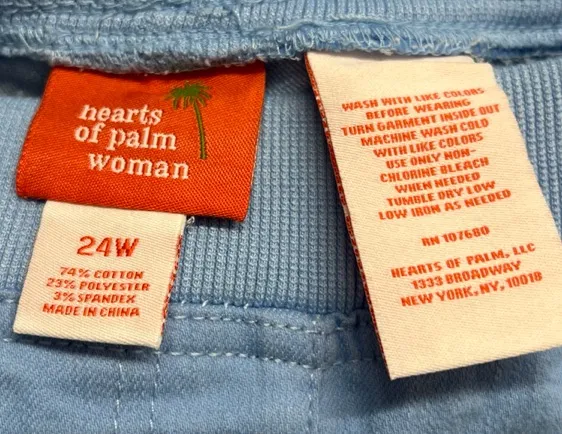 hearts
of palm
woman
24W
74% COTTON
23% POLYESTER
3% SPANDEX
MADE IN CHINA
WASH WITH LIKE COLORS
BEFORE WEARING
TURN GARMENT INSIDE OUT
MACHINE WASH COLD
WITH LIKE COLORS
USE ONLY NON-
CHLORINE BLEACH
WHEN NEEDED
TUMBLE DRY LOW
LOW IRON AS NEEDED
RN 107680
HEARTS OF PALM, LLC
1333 BROADWAY
NEW YORK, NY, 10018